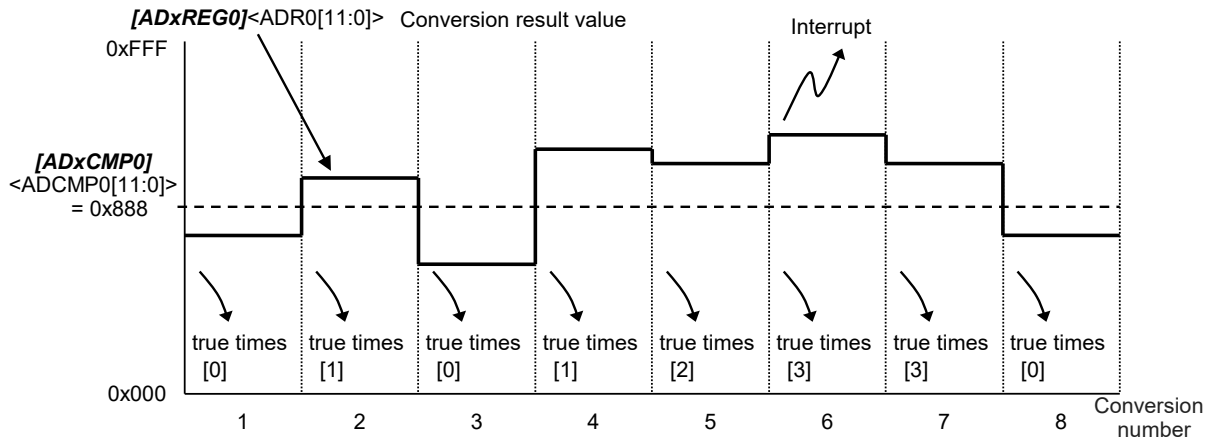 [ADxREG0]<ADR0[11:0]> Conversion result value
0xFFF
Interrupt
[ADxCMP0]
<ADCMP0[11:0]>
= 0x888
true times true times true times true times true times true times true times true times
[0] [1] [0] [1] [2] [3] [3] [0]
0x000
1 2 3 4 5 6 7 8
Conversion
number